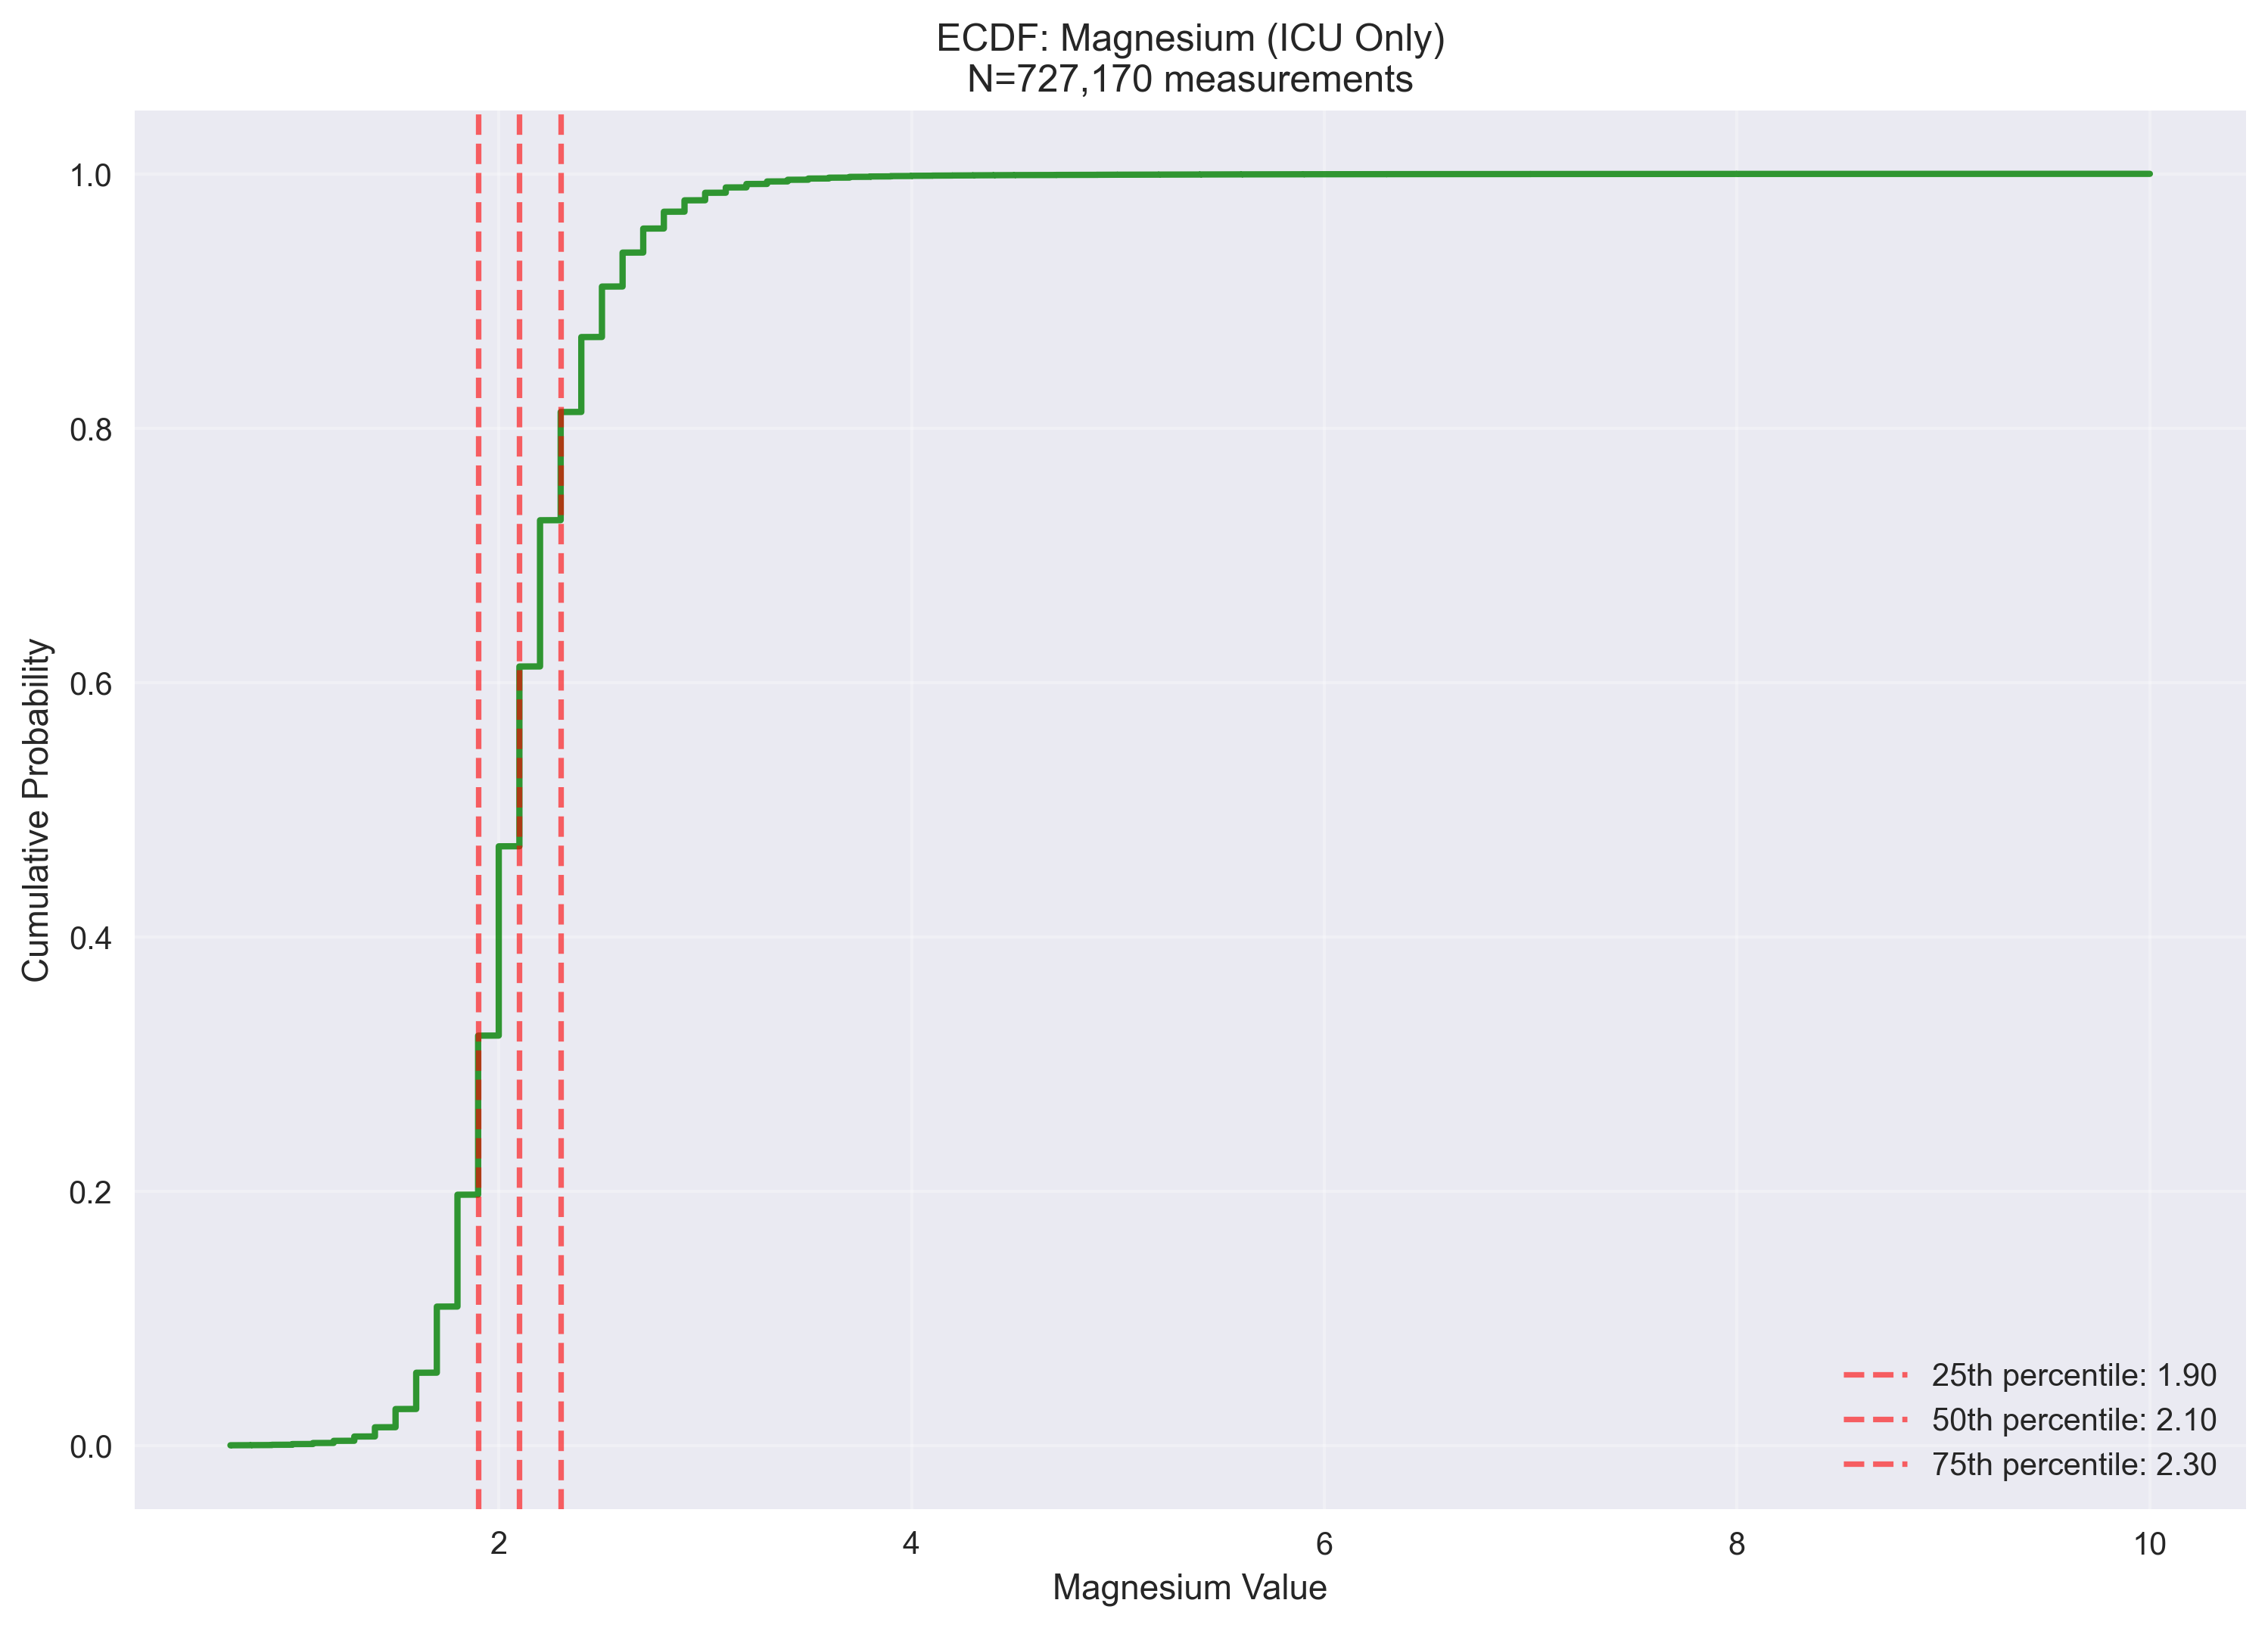 ECDF: Magnesium (ICU Only)
N=727,170 measurements
1.0
0.8
0.6
0.4
0.2
0.0
Cumulative Probability
25th percentile: 1.90
50th percentile: 2.10
75th percentile: 2.30
2 4 6 8 10
Magnesium Value